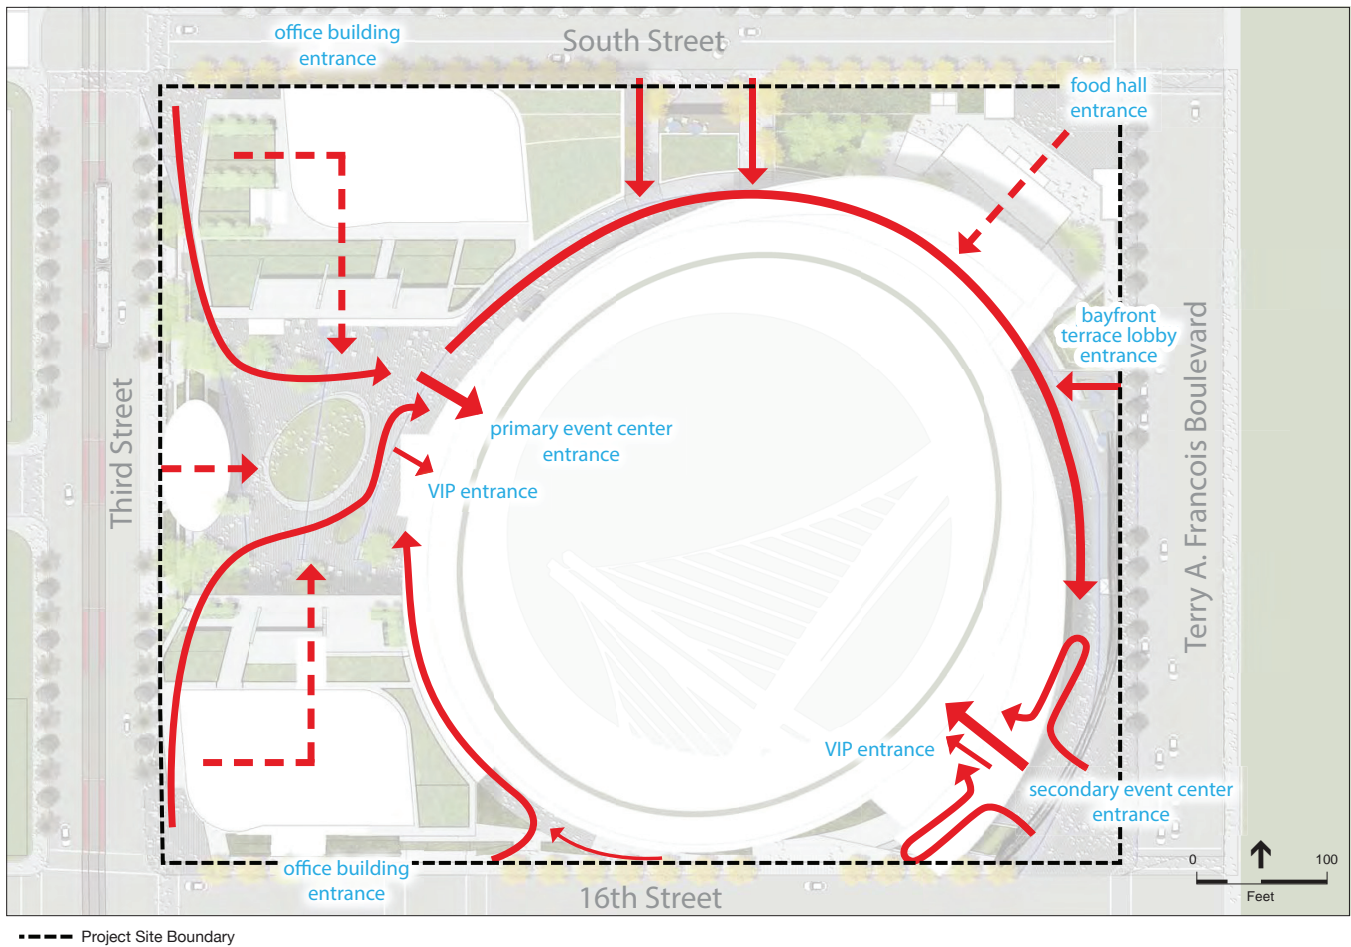 office building
entrance
South Street
food hall
entrance
bayfront
terrace lobby
entrance
Third Street
Terry A. Francois Boulevard
primary event center
entrance
VIP entrance
VIP entrance
secondary event center
entrance
office building
entrance
16th Street
0 100
Feet
Project Site Boundary